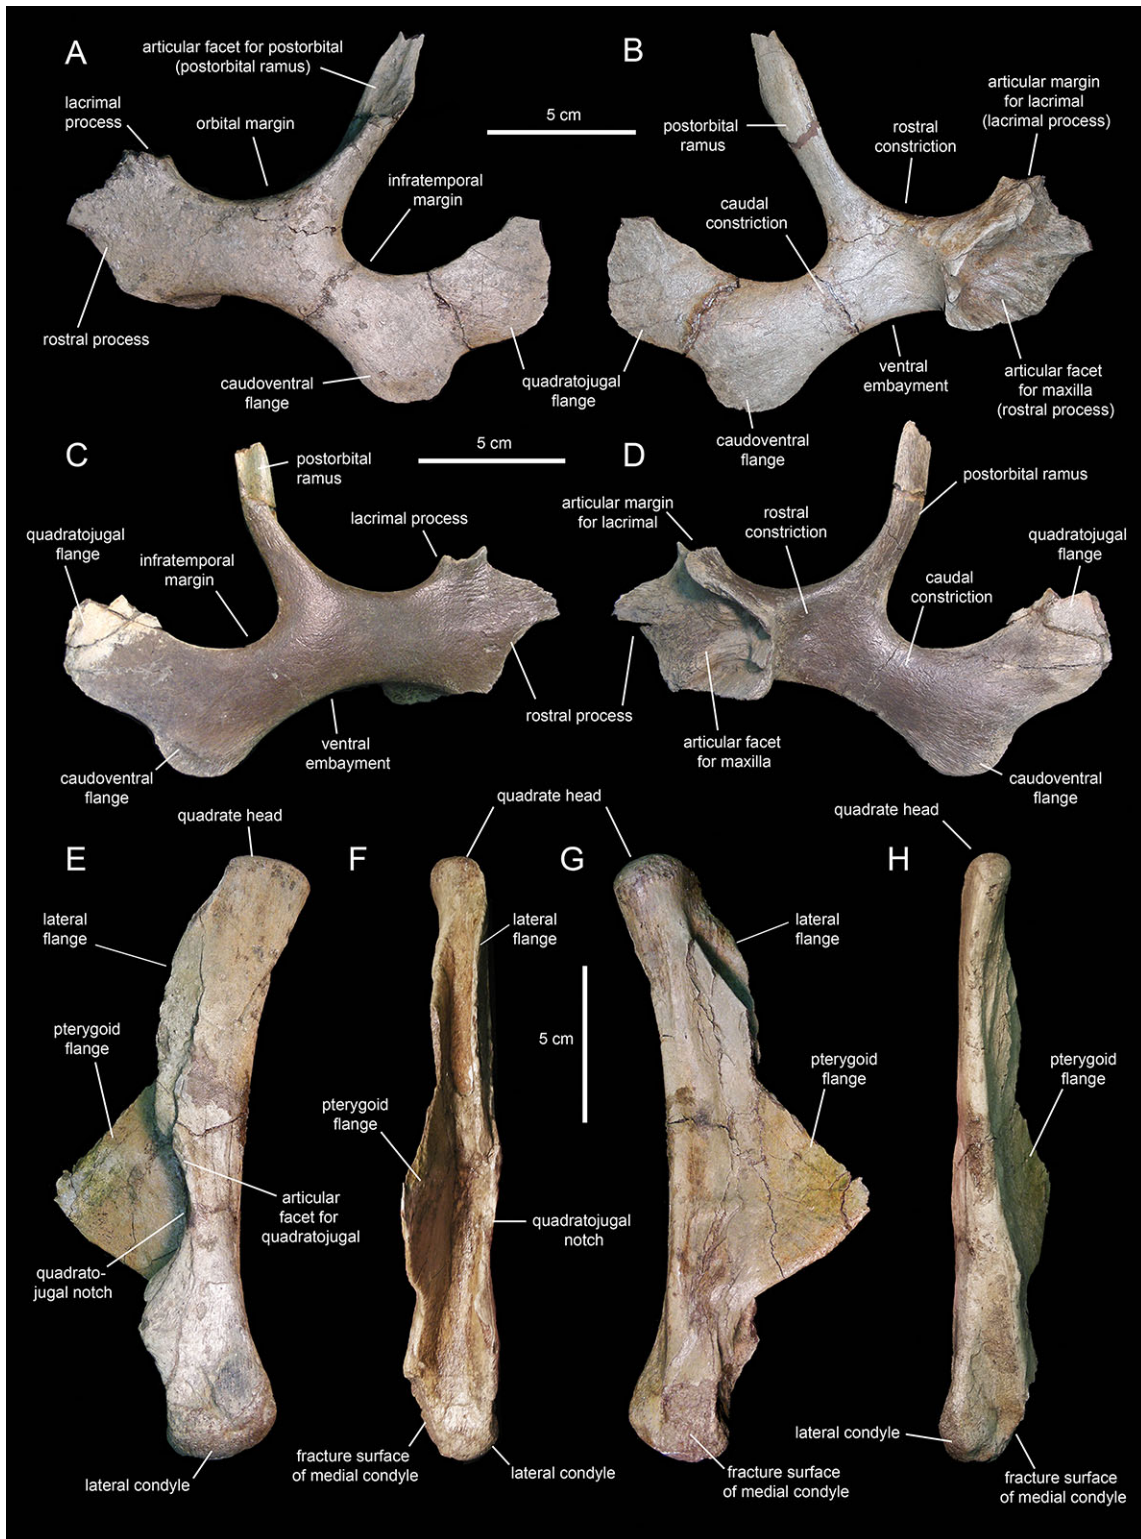 A
articular facet for postorbital
(postorbital ramus)
lacrimal
process
orbital margin
infratemporal
margin
rostral process
caudoventral
flange
quadratojugal
flange
5 cm
B
articular margin
for lacrimal
(lacrimal process)
postorbital
ramus
rostral
constriction
caudal
constriction
ventral
embayment
articular facet
for maxilla
(rostral process)
caudoventral
flange
C
5 cm
postorbital
ramus
lacrimal process
quadratojugal
flange
infratemporal
margin
rostral process
ventral
embayment
caudoventral
flange
D
articular margin
for lacrimal
rostral
constriction
postorbital ramus
quadratojugal
flange
caudal
constriction
articular facet
for maxilla
caudoventral
flange
quadrate head
E
lateral
flange
pterygoid
flange
articular
facet for
quadratojugal
quadrato-
jugal notch
lateral condyle
quadrate head
F
lateral
flange
5 cm
pterygoid
flange
quadratojugal
notch
fracture surface
of medial condyle
lateral condyle
G
lateral
flange
pterygoid
flange
fracture surface
of medial condyle
quadrate head
H
pterygoid
flange
lateral condyle
fracture surface
of medial condyle